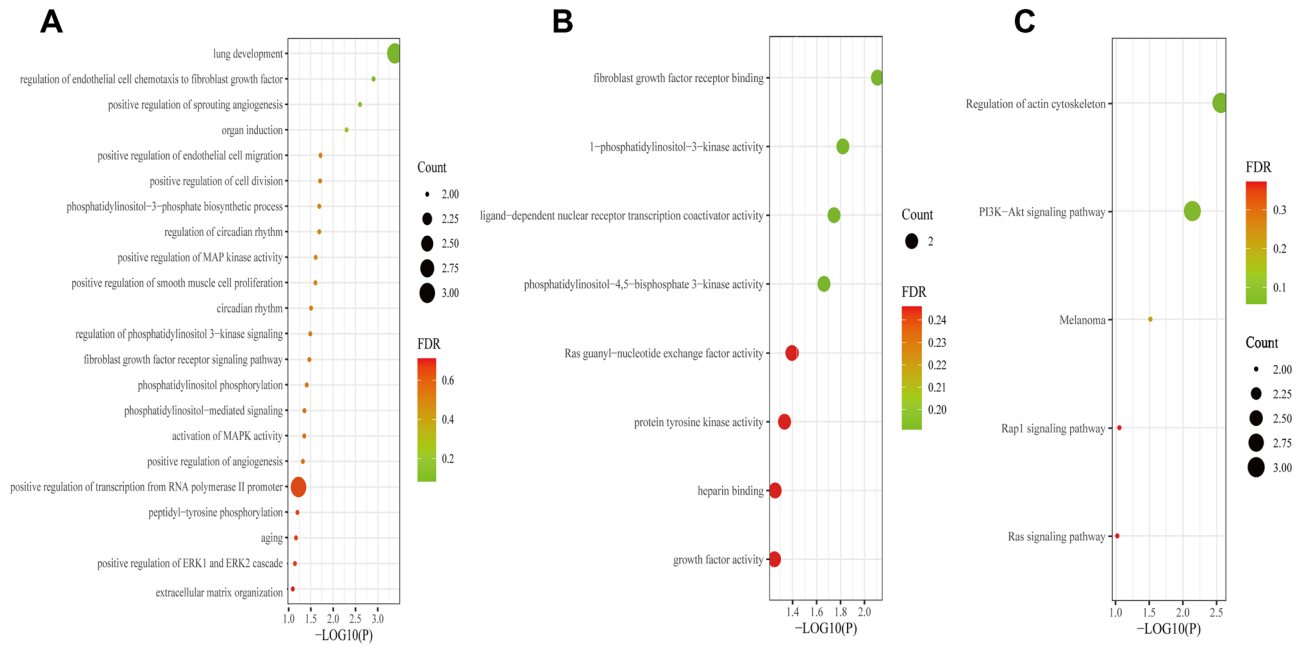 A
lung development
regulation of endothelial cell chemotaxis to fibroblast growth factor
positive regulation of sprouting angiogenesis
organ induction
positive regulation of endothelial cell migration
positive regulation of cell division
phosphatidylinositol−3−phosphate biosynthetic process
regulation of circadian rhythm
positive regulation of MAP kinase activity
positive regulation of smooth muscle cell proliferation
circadian rhythm
regulation of phosphatidylinositol 3−kinase signaling
fibroblast growth factor receptor signaling pathway
phosphatidylinositol phosphorylation
phosphatidylinositol−mediated signaling
activation of MAPK activity
positive regulation of angiogenesis
positive regulation of transcription from RNA polymerase II promoter
peptidyl−tyrosine phosphorylation
aging
positive regulation of ERK1 and ERK2 cascade
extracellular matrix organization
1.0 1.5 2.0 2.5 3.0
−LOG10(P)
Count
2.00
2.25
2.50
2.75
3.00
FDR
0.6
0.4
0.2
B
fibroblast growth factor receptor binding
1−phosphatidylinositol−3−kinase activity
ligand−dependent nuclear receptor transcription coactivator activity
phosphatidylinositol−4,5−bisphosphate 3−kinase activity
Ras guanyl−nucleotide exchange factor activity
protein tyrosine kinase activity
heparin binding
growth factor activity
1.4 1.6 1.8 2.0
−LOG10(P)
Count
2
FDR
0.24
0.23
0.22
0.21
0.20
C
Regulation of actin cytoskeleton
PI3K−Akt signaling pathway
Melanoma
Rap1 signaling pathway
Ras signaling pathway
1.0 1.5 2.0 2.5
−LOG10(P)
FDR
0.3
0.2
0.1
Count
2.00
2.25
2.50
2.75
3.00